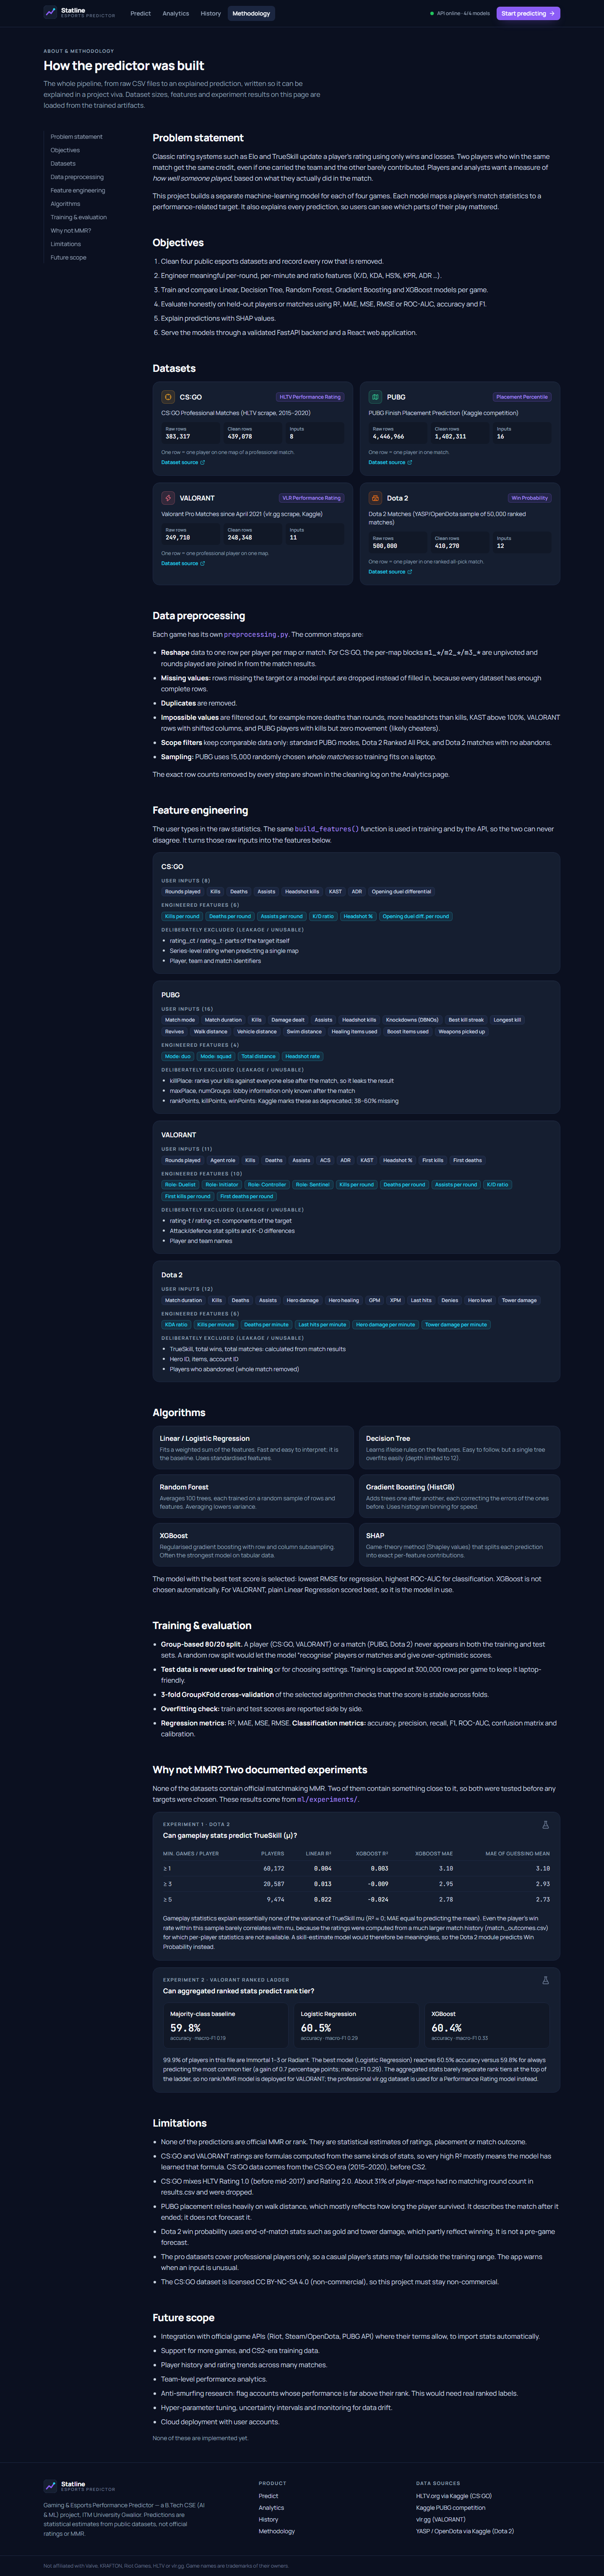 Statline
ESPORTS PREDICTOR
Predict
Analytics
History
Methodology
API online · 4/4 models
Start predicting →
ABOUT & METHODOLOGY
How the predictor was built
The whole pipeline, from raw CSV files to an explained prediction, written so it can be
explained in a project viva. Dataset sizes, features and experiment results on this page are
loaded from the trained artifacts.
Problem statement
Objectives
Datasets
Data preprocessing
Feature engineering
Algorithms
Training & evaluation
Why not MMR?
Limitations
Future scope
Problem statement
Classic rating systems such as Elo and TrueSkill update a player's rating using only wins and losses. Two players who win the same
match get the same credit, even if one carried the team and the other barely contributed. Players and analysts want a measure of
how well someone played, based on what they actually did in the match.
This project builds a separate machine-learning model for each of four games. Each model maps a player's match statistics to a
performance-related target. It also explains every prediction, so users can see which parts of their play mattered.
Objectives
1. Clean four public esports datasets and record every row that is removed.
2. Engineer meaningful per-round, per-minute and ratio features (K/D, KDA, HS%, KPR, ADR …).
3. Train and compare Linear, Decision Tree, Random Forest, Gradient Boosting and XGBoost models per game.
4. Evaluate honestly on held-out players or matches using R², MAE, MSE, RMSE or ROC-AUC, accuracy and F1.
5. Explain predictions with SHAP values.
6. Serve the models through a validated FastAPI backend and a React web application.
Datasets
CS:GO
HLTV Performance Rating
CS:GO Professional Matches (HLTV scrape, 2015–2020)
Raw rows
383,317
Clean rows
439,078
Inputs
8
One row = one player on one map of a professional match.
Dataset source
PUBG
Placement Percentile
PUBG Finish Placement Prediction (Kaggle competition)
Raw rows
4,446,966
Clean rows
1,402,311
Inputs
16
One row = one player in one match.
Dataset source
VALORANT
VLR Performance Rating
Valorant Pro Matches since April 2021 (vlr.gg scrape, Kaggle)
Raw rows
249,710
Clean rows
248,348
Inputs
11
One row = one professional player on one map.
Dataset source
Dota 2
Win Probability
Dota 2 Matches (YASP/OpenDota sample of 50,000 ranked
matches)
Raw rows
500,000
Clean rows
410,270
Inputs
12
One row = one player in one ranked all-pick match.
Dataset source
Data preprocessing
Each game has its own preprocessing.py. The common steps are:
• Reshape data to one row per player per map or match. For CS:GO, the per-map blocks m1_*/m2_*/m3_* are unpivoted and
rounds played are joined in from the match results.
• Missing values: rows missing the target or a model input are dropped instead of filled in, because every dataset has enough
complete rows.
• Duplicates are removed.
• Impossible values are filtered out, for example more deaths than rounds, more headshots than kills, KAST above 100%, VALORANT
rows with shifted columns, and PUBG players with kills but zero movement (likely cheaters).
• Scope filters keep comparable data only: standard PUBG modes, Dota 2 Ranked All Pick, and Dota 2 matches with no abandons.
• Sampling: PUBG uses 15,000 randomly chosen whole matches so training fits on a laptop.
The exact row counts removed by every step are shown in the cleaning log on the Analytics page.
Feature engineering
The user types in the raw statistics. The same build_features() function is used in training and by the API, so the two can never
disagree. It turns those raw inputs into the features below.
CS:GO
USER INPUTS (8)
Rounds played Kills Deaths Assists Headshot kills KAST ADR Opening duel differential
ENGINEERED FEATURES (6)
Kills per round Deaths per round Assists per round K/D ratio Headshot % Opening duel diff. per round
DELIBERATELY EXCLUDED (LEAKAGE / UNUSABLE)
• rating_ct / rating_t: parts of the target itself
• Series-level rating when predicting a single map
• Player, team and match identifiers
PUBG
USER INPUTS (16)
Match mode Match duration Kills Damage dealt Assists Headshot kills Knockdowns (DBNOs) Best kill streak Longest kill
Revives Walk distance Vehicle distance Swim distance Healing items used Boost items used Weapons picked up
ENGINEERED FEATURES (4)
Mode: duo Mode: squad Total distance Headshot rate
DELIBERATELY EXCLUDED (LEAKAGE / UNUSABLE)
• killPlace: ranks your kills against everyone else after the match, so it leaks the result
• maxPlace, numGroups: lobby information only known after the match
• rankPoints, killPoints, winPoints: Kaggle marks these as deprecated; 38–60% missing
VALORANT
USER INPUTS (11)
Rounds played Agent role Kills Deaths Assists ACS ADR KAST Headshot % First kills First deaths
ENGINEERED FEATURES (10)
Role: Duelist Role: Initiator Role: Controller Role: Sentinel Kills per round Deaths per round Assists per round K/D ratio
First kills per round First deaths per round
DELIBERATELY EXCLUDED (LEAKAGE / UNUSABLE)
• rating-t / rating-ct: components of the target
• Attack/defence stat splits and K–D differences
• Player and team names
Dota 2
USER INPUTS (12)
Match duration Kills Deaths Assists Hero damage Hero healing GPM XPM Last hits Denies Hero level Tower damage
ENGINEERED FEATURES (6)
KDA ratio Kills per minute Deaths per minute Last hits per minute Hero damage per minute Tower damage per minute
DELIBERATELY EXCLUDED (LEAKAGE / UNUSABLE)
• TrueSkill, total wins, total matches: calculated from match results
• Hero ID, items, account ID
• Players who abandoned (whole match removed)
Algorithms
Linear / Logistic Regression
Fits a weighted sum of the features. Fast and easy to interpret; it is
the baseline. Uses standardised features.
Decision Tree
Learns if/else rules on the features. Easy to follow, but a single tree
overfits easily (depth limited to 12).
Random Forest
Averages 100 trees, each trained on a random sample of rows and
features. Averaging lowers variance.
Gradient Boosting (HistGB)
Adds trees one after another, each correcting the errors of the ones
before. Uses histogram binning for speed.
XGBoost
Regularised gradient boosting with row and column subsampling.
Often the strongest model on tabular data.
SHAP
Game-theory method (Shapley values) that splits each prediction
into exact per-feature contributions.
The model with the best test score is selected: lowest RMSE for regression, highest ROC-AUC for classification. XGBoost is not
chosen automatically. For VALORANT, plain Linear Regression scored best, so it is the model in use.
Training & evaluation
• Group-based 80/20 split. A player (CS:GO, VALORANT) or a match (PUBG, Dota 2) never appears in both the training and test
sets. A random row split would let the model "recognise" players or matches and give over-optimistic scores.
• Test data is never used for training or for choosing settings. Training is capped at 300,000 rows per game to keep it laptop-
friendly.
• 3-fold GroupKFold cross-validation of the selected algorithm checks that the score is stable across folds.
• Overfitting check: train and test scores are reported side by side.
• Regression metrics: R², MAE, MSE, RMSE. Classification metrics: accuracy, precision, recall, F1, ROC-AUC, confusion matrix and
calibration.
Why not MMR? Two documented experiments
None of the datasets contain official matchmaking MMR. Two of them contain something close to it, so both were tested before any
targets were chosen. These results come from ml/experiments/.
EXPERIMENT 1 · DOTA 2
Can gameplay stats predict TrueSkill (μ)?
MIN. GAMES / PLAYER PLAYERS LINEAR R² XGBOOST R² XGBOOST MAE MAE OF GUESSING MEAN
≥ 1 60,172 0.004 0.003 3.10 3.10
≥ 3 20,587 0.013 -0.009 2.95 2.93
≥ 5 9,474 0.022 -0.024 2.78 2.73
Gameplay statistics explain essentially none of the variance of TrueSkill mu (R² ≈ 0; MAE equal to predicting the mean). Even the player's win
rate within this sample barely correlates with mu, because the ratings were computed from a much larger match history (match_outcomes.csv)
for which per-player statistics are not available. A skill-estimate model would therefore be meaningless, so the Dota 2 module predicts Win
Probability instead.
EXPERIMENT 2 · VALORANT RANKED LADDER
Can aggregated ranked stats predict rank tier?
Majority-class baseline
59.8%
accuracy · macro-F1 0.19
Logistic Regression
60.5%
accuracy · macro-F1 0.29
XGBoost
60.4%
accuracy · macro-F1 0.33
99.9% of players in this file are Immortal 1–3 or Radiant. The best model (Logistic Regression) reaches 60.5% accuracy versus 59.8% for always
predicting the most common tier (a gain of 0.7 percentage points; macro-F1 0.29). The aggregated stats barely separate rank tiers at the top of
the ladder, so no rank/MMR model is deployed for VALORANT; the professional vlr.gg dataset is used for a Performance Rating model instead.
Limitations
• None of the predictions are official MMR or rank. They are statistical estimates of ratings, placement or match outcome.
• CS:GO and VALORANT ratings are formulas computed from the same kinds of stats, so very high R² mostly means the model has
learned that formula. CS:GO data comes from the CS:GO era (2015–2020), before CS2.
• CS:GO mixes HLTV Rating 1.0 (before mid-2017) and Rating 2.0. About 31% of player-maps had no matching round count in
results.csv and were dropped.
• PUBG placement relies heavily on walk distance, which mostly reflects how long the player survived. It describes the match after it
ended; it does not forecast it.
• Dota 2 win probability uses end-of-match stats such as gold and tower damage, which partly reflect winning. It is not a pre-game
forecast.
• The pro datasets cover professional players only, so a casual player's stats may fall outside the training range. The app warns
when an input is unusual.
• The CS:GO dataset is licensed CC BY-NC-SA 4.0 (non-commercial), so this project must stay non-commercial.
Future scope
• Integration with official game APIs (Riot, Steam/OpenDota, PUBG API) where their terms allow, to import stats automatically.
• Support for more games, and CS2-era training data.
• Player history and rating trends across many matches.
• Team-level performance analytics.
• Anti-smurfing research: flag accounts whose performance is far above their rank. This would need real ranked labels.
• Hyper-parameter tuning, uncertainty intervals and monitoring for data drift.
• Cloud deployment with user accounts.
None of these are implemented yet.
Statline
ESPORTS PREDICTOR
Gaming & Esports Performance Predictor — a B.Tech CSE (AI
& ML) project, ITM University Gwalior. Predictions are
statistical estimates from public datasets, not official
ratings or MMR.
PRODUCT
Predict
Analytics
History
Methodology
DATA SOURCES
HLTV.org via Kaggle (CS:GO)
Kaggle PUBG competition
vlr.gg (VALORANT)
YASP / OpenDota via Kaggle (Dota 2)
Not affiliated with Valve, KRAFTON, Riot Games, HLTV or vlr.gg. Game names are trademarks of their owners.